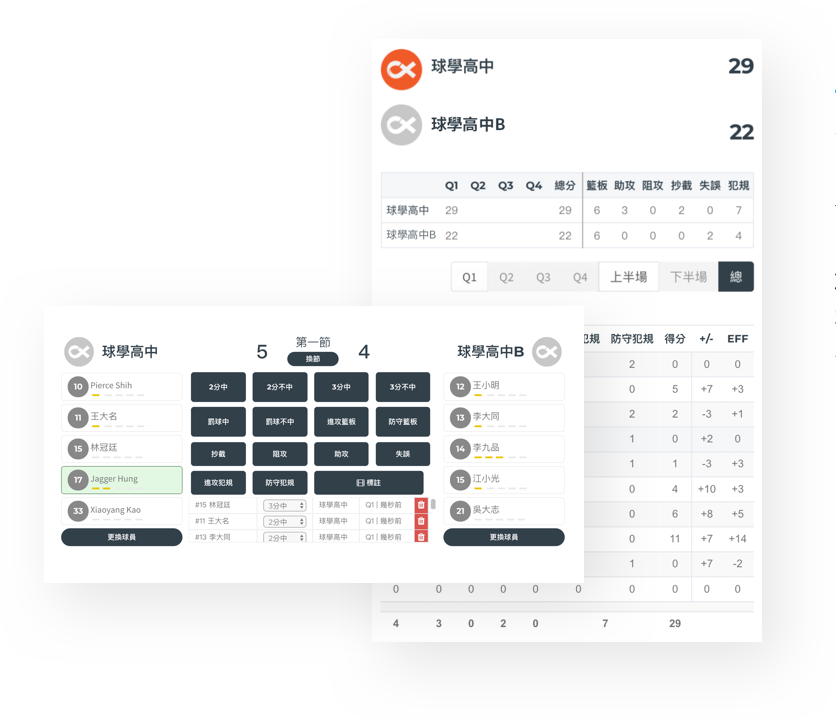 球學高中 29
球學高中B 22
Q1 Q2 Q3 Q4 總分 籃板 助攻 阻攻 抄截 失誤 犯規
球學高中 29 29 6 3 0 2 0 7
球學高中B 22 22 6 0 0 0 2 4
Q1 Q2 Q3 Q4 上半場 下半場 總
犯規 防守犯規 得分 +/- EFF
2 0 0 0
0 5 +7 +3
2 2 -3 +1
1 0 +2 0
1 1 -3 +3
0 4 +10 +3
0 6 +8 +5
0 11 +7 +14
1 0 +7 -2
0 0 0 0 0 0 0 0 0 0
4 3 0 2 0 7 29
球學高中 5 第一節 4 球學高中B
換節
10 Pierce Shih
11 王大名
15 林冠廷
17 Jagger Hung
33 Xiaoyang Kao
更換球員
2分中 2分不中 3分中 3分不中
罰球中 罰球不中 進攻籃板 防守籃板
抄截 阻攻 助攻 失誤
進攻犯規 防守犯規 標註
#15 林冠廷 3分中 球學高中 Q1 | 幾秒前
#11 王大名 2分中 球學高中 Q1 | 幾秒前
#13 李大同 2分中 球學高中 Q1 | 幾秒前
12 王小明
13 李大同
14 李九品
15 江小光
21 吳大志
更換球員